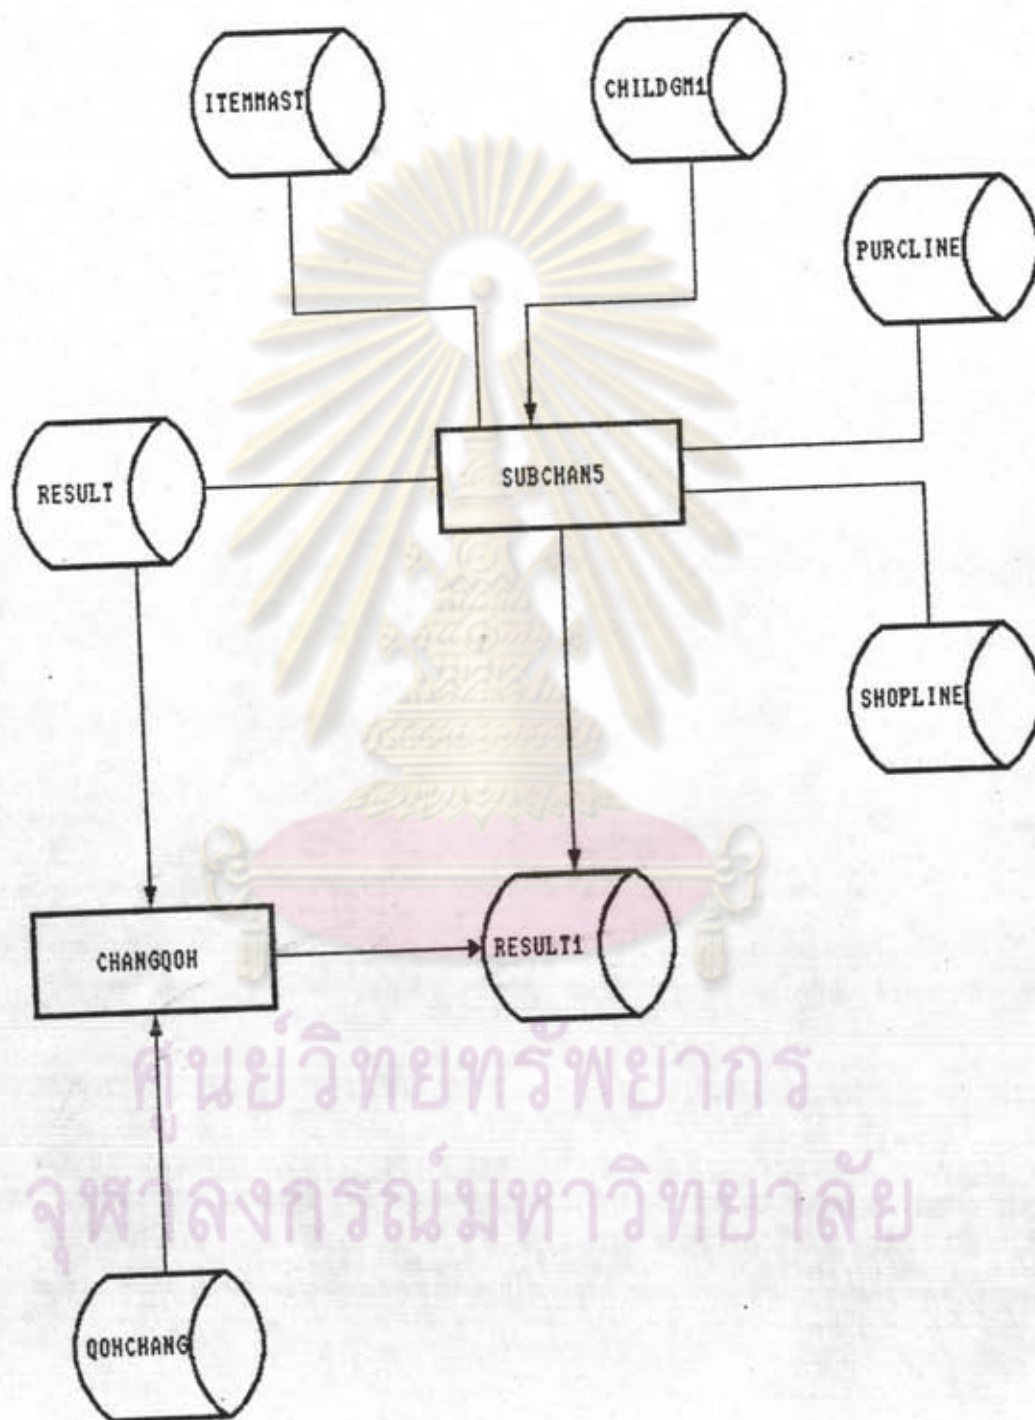 ITEMMAST
CHILDGM1
PURCLINE
RESULT
SUBCHAN5
SHOPLINE
CHANGQOH
RESULT1
ศูนย์วิทยทรัพยากร
จุฬาลงกรณ์มหาวิทยาลัย
QOHCHANG